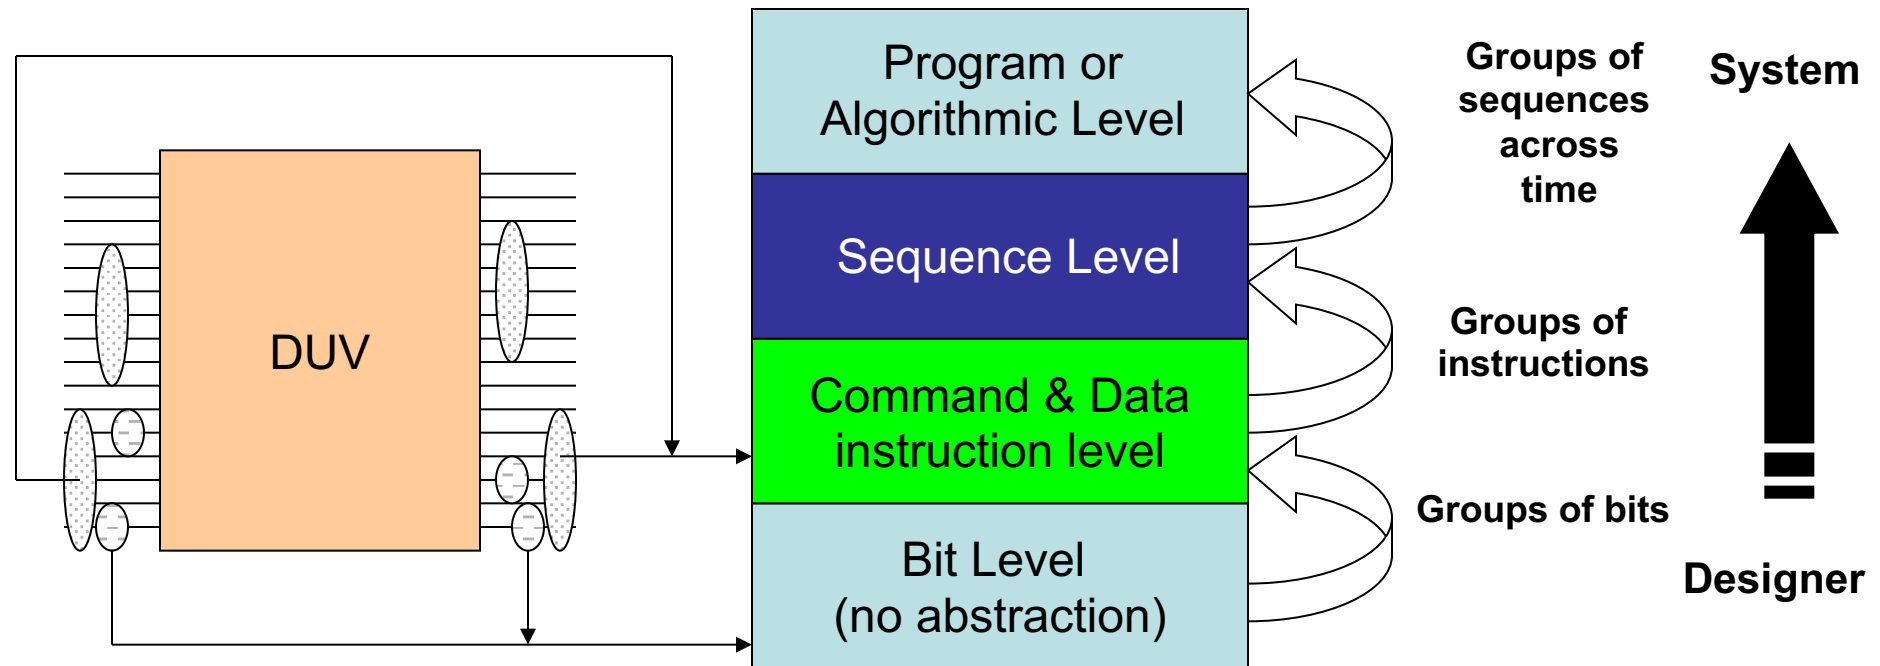 DUV
Program or
Algorithmic Level
Sequence Level
Command & Data
instruction level
Bit Level
(no abstraction)
Groups of
sequences
across
time
Groups of
instructions
Groups of bits
System
Designer